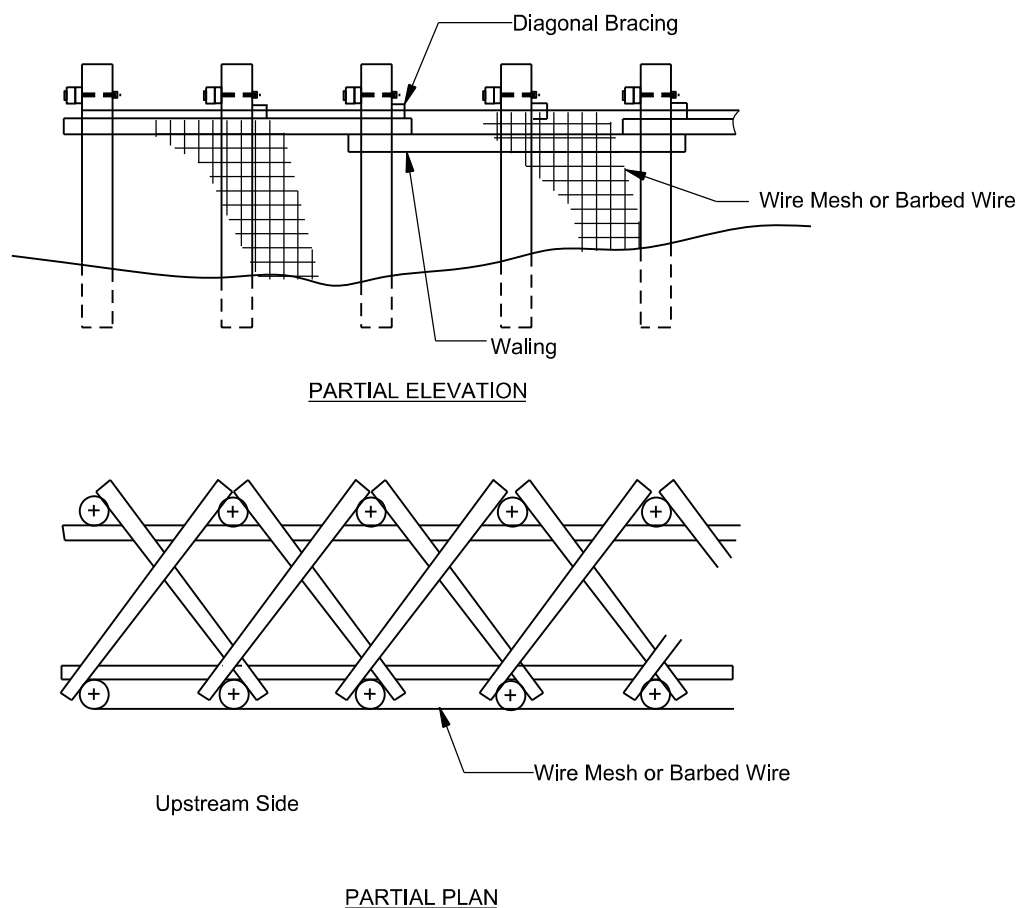 Diagonal Bracing
Wire Mesh or Barbed Wire
Waling
PARTIAL ELEVATION
Wire Mesh or Barbed Wire
Upstream Side
PARTIAL PLAN